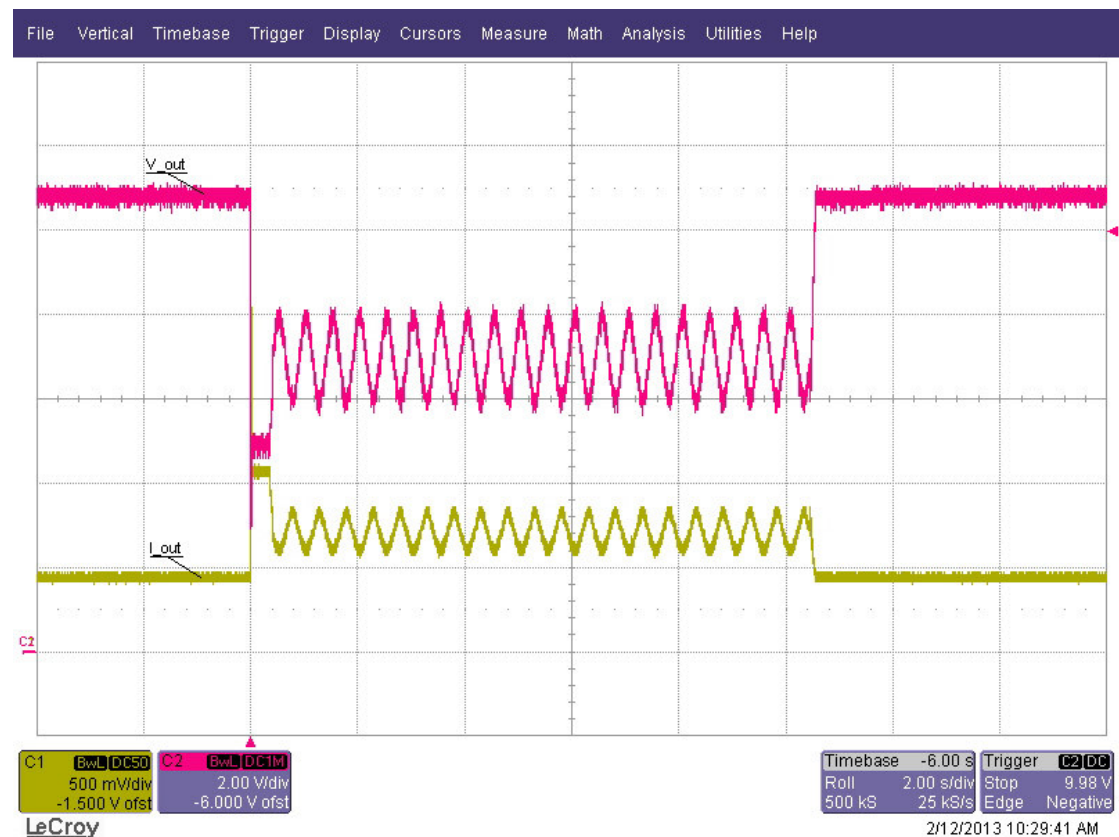 File Vertical Timebase Trigger Display Cursors Measure Math Analysis Utilities Help
V_out
I_out
C2
C1 BwL DC50
500 mV/div
-1.500 V ofst
C2 BwL DC1M
2.00 V/div
-6.000 V ofst
Timebase -6.00 s
Roll 2.00 s/div
500 kS 25 kS/s
Trigger C2 DC
Stop 9.98 V
Edge Negative
LeCroy
2/12/2013 10:29:41 AM